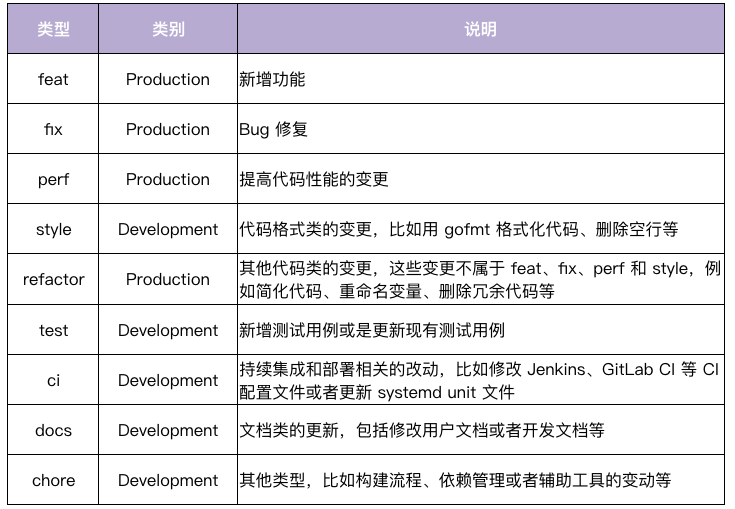 类型 类别 说明
feat Production 新增功能
fix Production Bug 修复
perf Production 提高代码性能的变更
style Development 代码格式类的变更，比如用 gofmt 格式化代码、删除空行等
refactor Production 其他代码类的变更，这些变更不属于 feat、fix、perf 和 style，例
如简化代码、重命名变量、删除冗余代码等
test Development 新增测试用例或是更新现有测试用例
ci Development 持续集成和部署相关的改动，比如修改 Jenkins、GitLab CI 等 CI
配置文件或者更新 systemd unit 文件
docs Development 文档类的更新，包括修改用户文档或者开发文档等
chore Development 其他类型，比如构建流程、依赖管理或者辅助工具的变动等